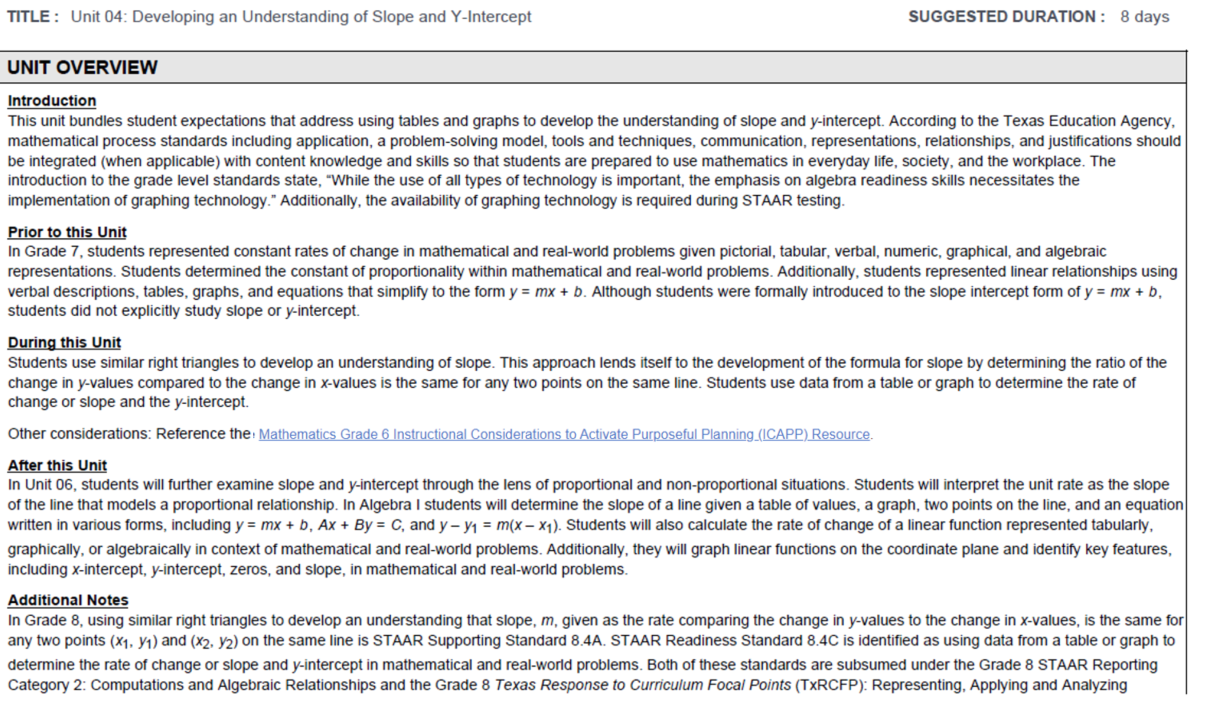 TITLE : Unit 04: Developing an Understanding of Slope and Y-Intercept SUGGESTED DURATION : 8 days
UNIT OVERVIEW
Introduction
This unit bundles student expectations that address using tables and graphs to develop the understanding of slope and y-intercept. According to the Texas Education Agency,
mathematical process standards including application, a problem-solving model, tools and techniques, communication, representations, relationships, and justifications should
be integrated (when applicable) with content knowledge and skills so that students are prepared to use mathematics in everyday life, society, and the workplace. The
introduction to the grade level standards state, “While the use of all types of technology is important, the emphasis on algebra readiness skills necessitates the
implementation of graphing technology.” Additionally, the availability of graphing technology is required during STAAR testing.
Prior to this Unit
In Grade 7, students represented constant rates of change in mathematical and real-world problems given pictorial, tabular, verbal, numeric, graphical, and algebraic
representations. Students determined the constant of proportionality within mathematical and real-world problems. Additionally, students represented linear relationships using
verbal descriptions, tables, graphs, and equations that simplify to the form y = mx + b. Although students were formally introduced to the slope intercept form of y = mx + b,
students did not explicitly study slope or y-intercept.
During this Unit
Students use similar right triangles to develop an understanding of slope. This approach lends itself to the development of the formula for slope by determining the ratio of the
change in y-values compared to the change in x-values is the same for any two points on the same line. Students use data from a table or graph to determine the rate of
change or slope and the y-intercept.
Other considerations: Reference the Mathematics Grade 6 Instructional Considerations to Activate Purposeful Planning (ICAPP) Resource.
After this Unit
In Unit 06, students will further examine slope and y-intercept through the lens of proportional and non-proportional situations. Students will interpret the unit rate as the slope
of the line that models a proportional relationship. In Algebra I students will determine the slope of a line given a table of values, a graph, two points on the line, and an equation
written in various forms, including y = mx + b, Ax + By = C, and y – y₁ = m(x – x₁). Students will also calculate the rate of change of a linear function represented tabularly,
graphically, or algebraically in context of mathematical and real-world problems. Additionally, they will graph linear functions on the coordinate plane and identify key features,
including x-intercept, y-intercept, zeros, and slope, in mathematical and real-world problems.
Additional Notes
In Grade 8, using similar right triangles to develop an understanding that slope, m, given as the rate comparing the change in y-values to the change in x-values, is the same for
any two points (x₁, y₁) and (x₂, y₂) on the same line is STAAR Supporting Standard 8.4A. STAAR Readiness Standard 8.4C is identified as using data from a table or graph to
determine the rate of change or slope and y-intercept in mathematical and real-world problems. Both of these standards are subsumed under the Grade 8 STAAR Reporting
Category 2: Computations and Algebraic Relationships and the Grade 8 Texas Response to Curriculum Focal Points (TxRCFP): Representing, Applying and Analyzing